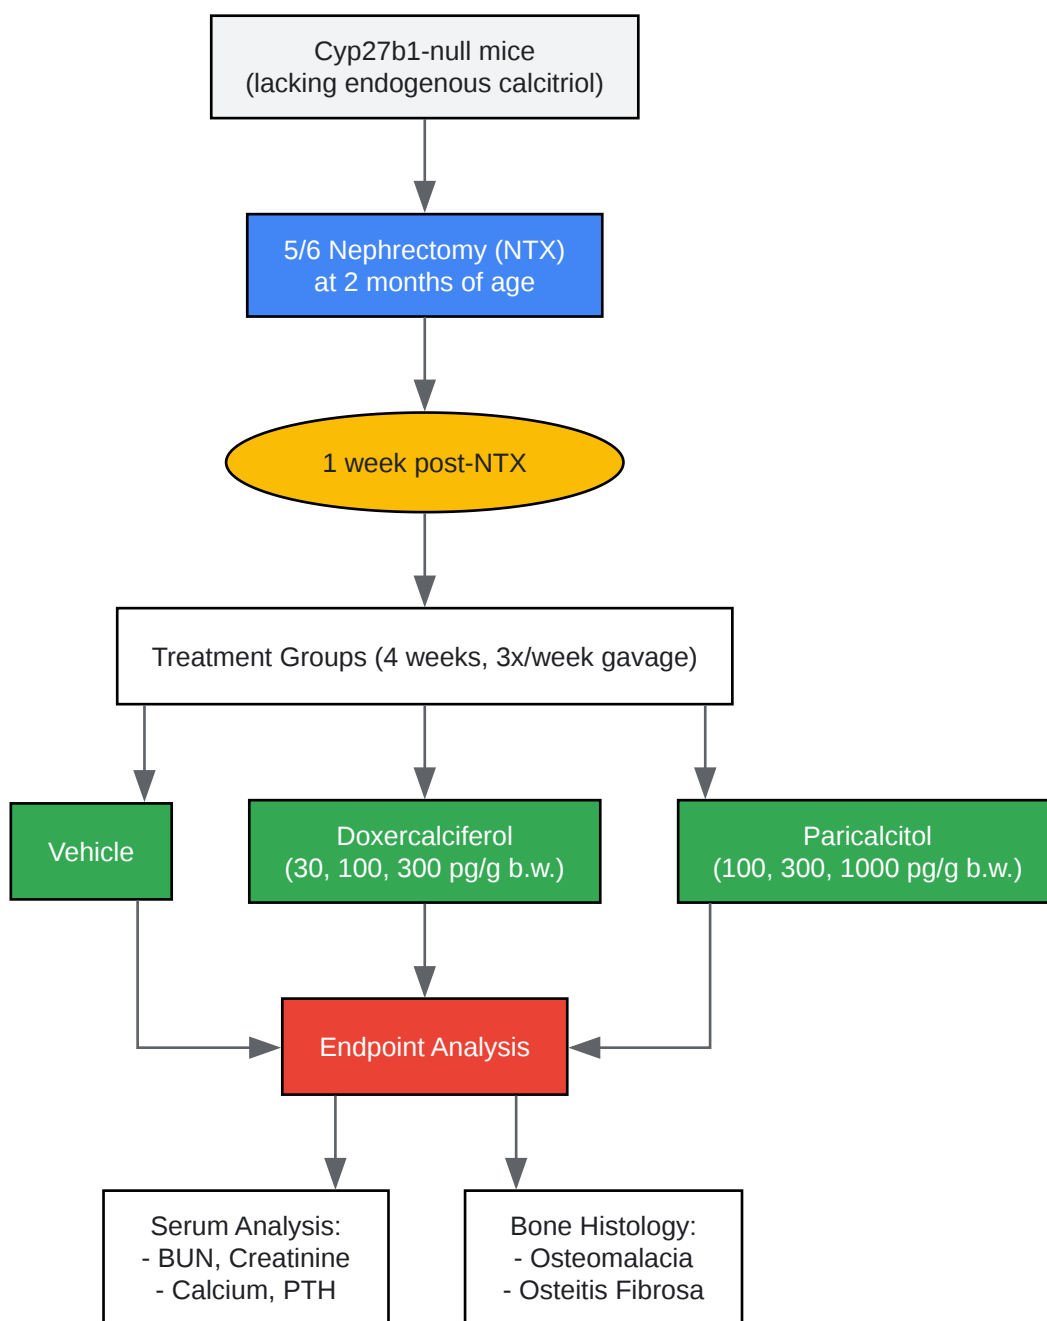 Cyp27b1-null mice
(lacking endogenous calcitriol)
5/6 Nephrectomy (NTX)
at 2 months of age
1 week post-NTX
Treatment Groups (4 weeks, 3x/week gavage)
Vehicle
Doxercalciferol
(30, 100, 300 pg/g b.w.)
Paricalcitol
(100, 300, 1000 pg/g b.w.)
Endpoint Analysis
Serum Analysis:
- BUN, Creatinine
- Calcium, PTH
Bone Histology:
- Osteomalacia
- Osteitis Fibrosa